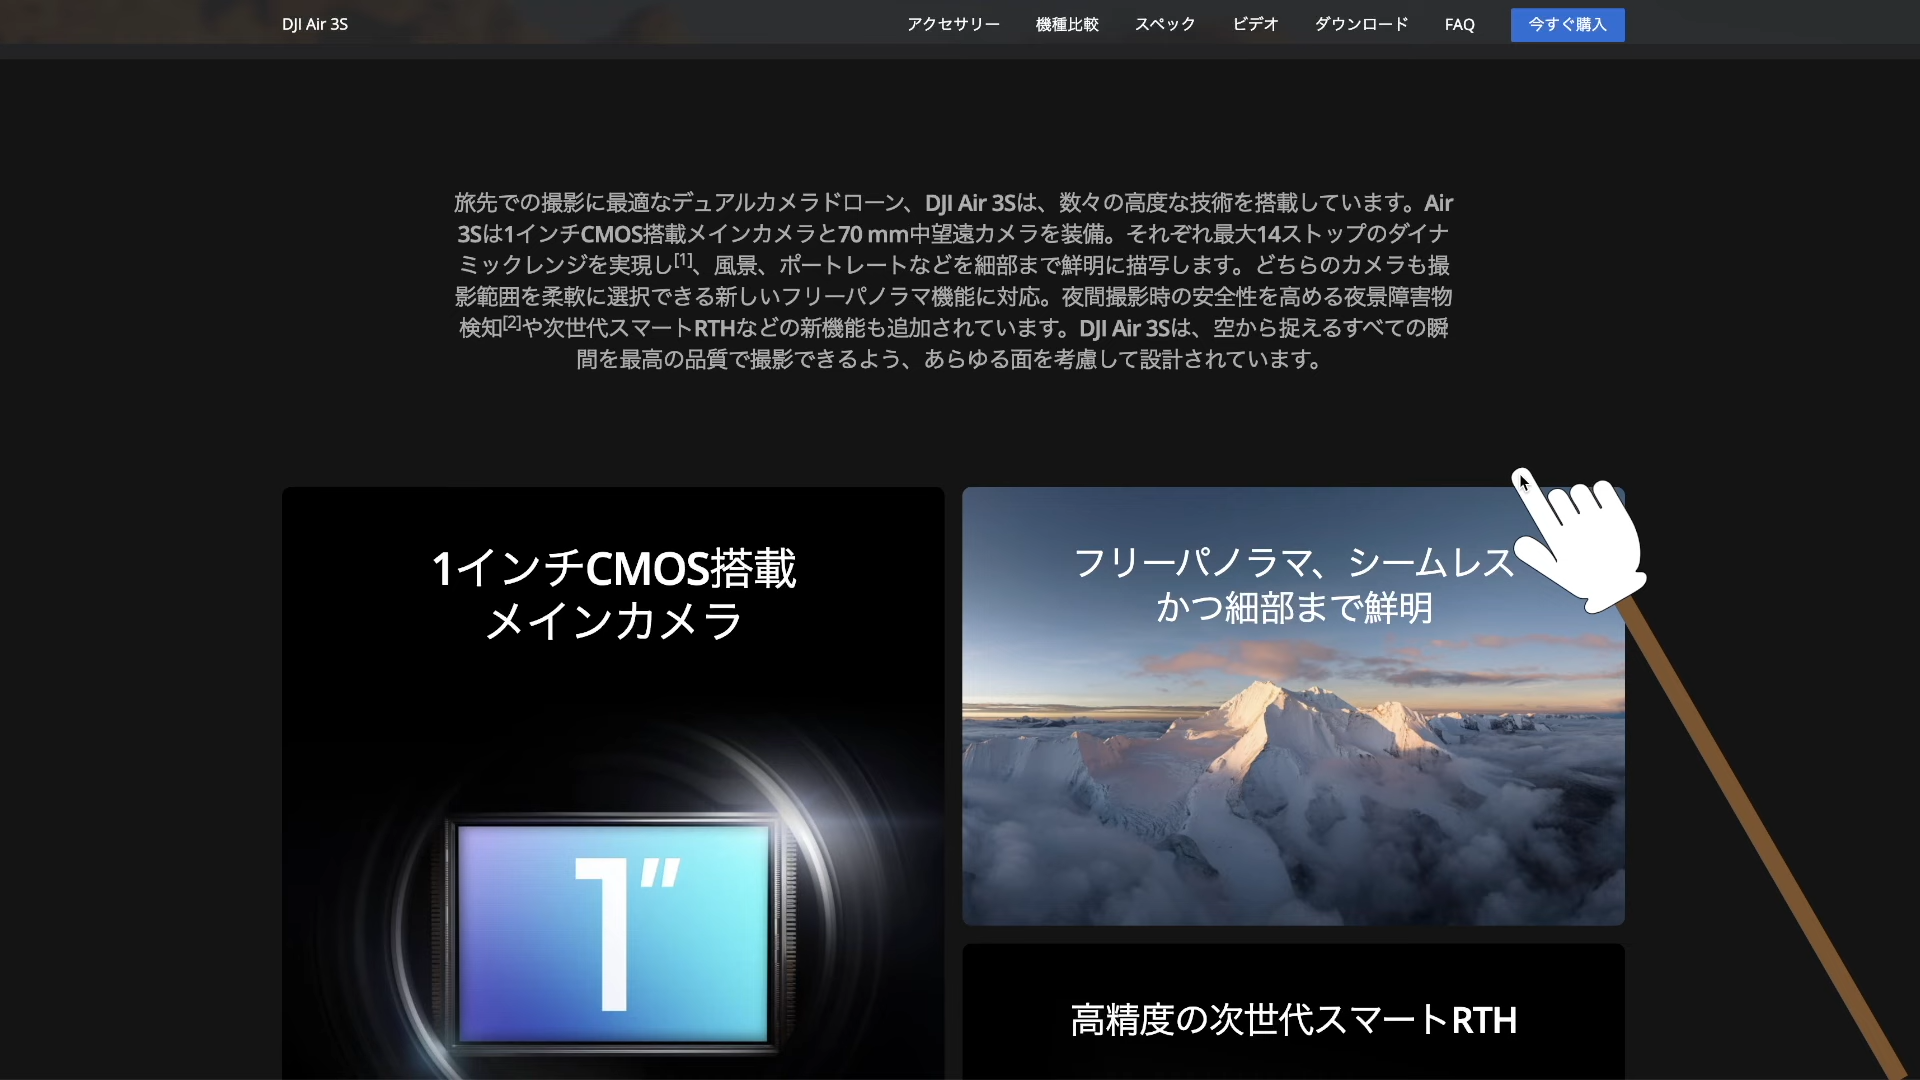 DJI Air 3S
アクセサリー 機種比較 スペック ビデオ ダウンロード FAQ 今すぐ購入
旅先での撮影に最適なデュアルカメラドローン、DJI Air 3Sは、数々の高度な技術を搭載しています。Air
3Sは1インチCMOS搭載メインカメラと70 mm中望遠カメラを装備。それぞれ最大14ストップのダイナ
ミックレンジを実現し[1]、風景、ポートレートなどを細部まで鮮明に描写します。どちらのカメラも撮
影範囲を柔軟に選択できる新しいフリーパノラマ機能に対応。夜間撮影時の安全性を高める夜景障害物
検知[2]や次世代スマートRTHなどの新機能も追加されています。DJI Air 3Sは、空から捉えるすべての瞬
間を最高の品質で撮影できるよう、あらゆる面を考慮して設計されています。
1インチCMOS搭載
メインカメラ
1″
フリーパノラマ、シームレス
かつ細部まで鮮明
高精度の次世代スマートRTH